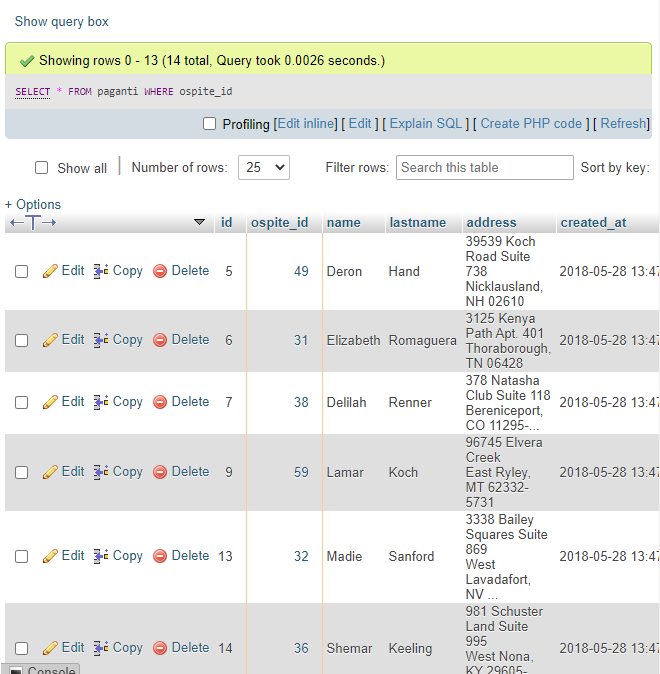 Show query box
Showing rows 0 - 13 (14 total, Query took 0.0026 seconds.)
SELECT * FROM paganti WHERE ospite_id
Profiling [Edit inline] [ Edit ] [ Explain SQL ] [ Create PHP code ] [ Refresh]
Show all | Number of rows: 25 Filter rows: Search this table Sort by key:
+ Options
←T→ id ospite_id name lastname address created_at
Edit Copy Delete 5 49 Deron Hand 39539 Koch
Road Suite
738
Nicklausland,
NH 02610 2018-05-28 13:47
Edit Copy Delete 6 31 Elizabeth Romaguera 3125 Kenya
Path Apt. 401
Thoraborough,
TN 06428 2018-05-28 13:47
Edit Copy Delete 7 38 Delilah Renner 378 Natasha
Club Suite 118
Bereniceport,
CO 11295-... 2018-05-28 13:47
Edit Copy Delete 9 59 Lamar Koch 96745 Elvera
Creek
East Ryley,
MT 62332-
5731 2018-05-28 13:47
Edit Copy Delete 13 32 Madie Sanford 3338 Bailey
Squares Suite
869
West
Lavadafort,
NV ... 2018-05-28 13:47
Edit Copy Delete 14 36 Shemar Keeling 981 Schuster
Land Suite
995
West Nona,
KY 29605- 2018-05-28 13:47
Console